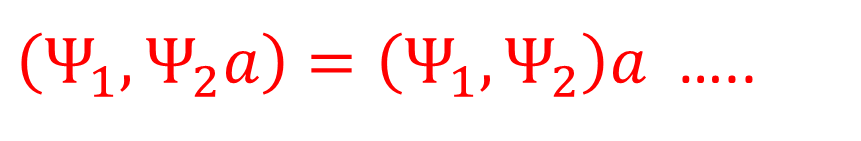 (Ψ₁, Ψ₂𝑎) = (Ψ₁, Ψ₂)𝑎 .....